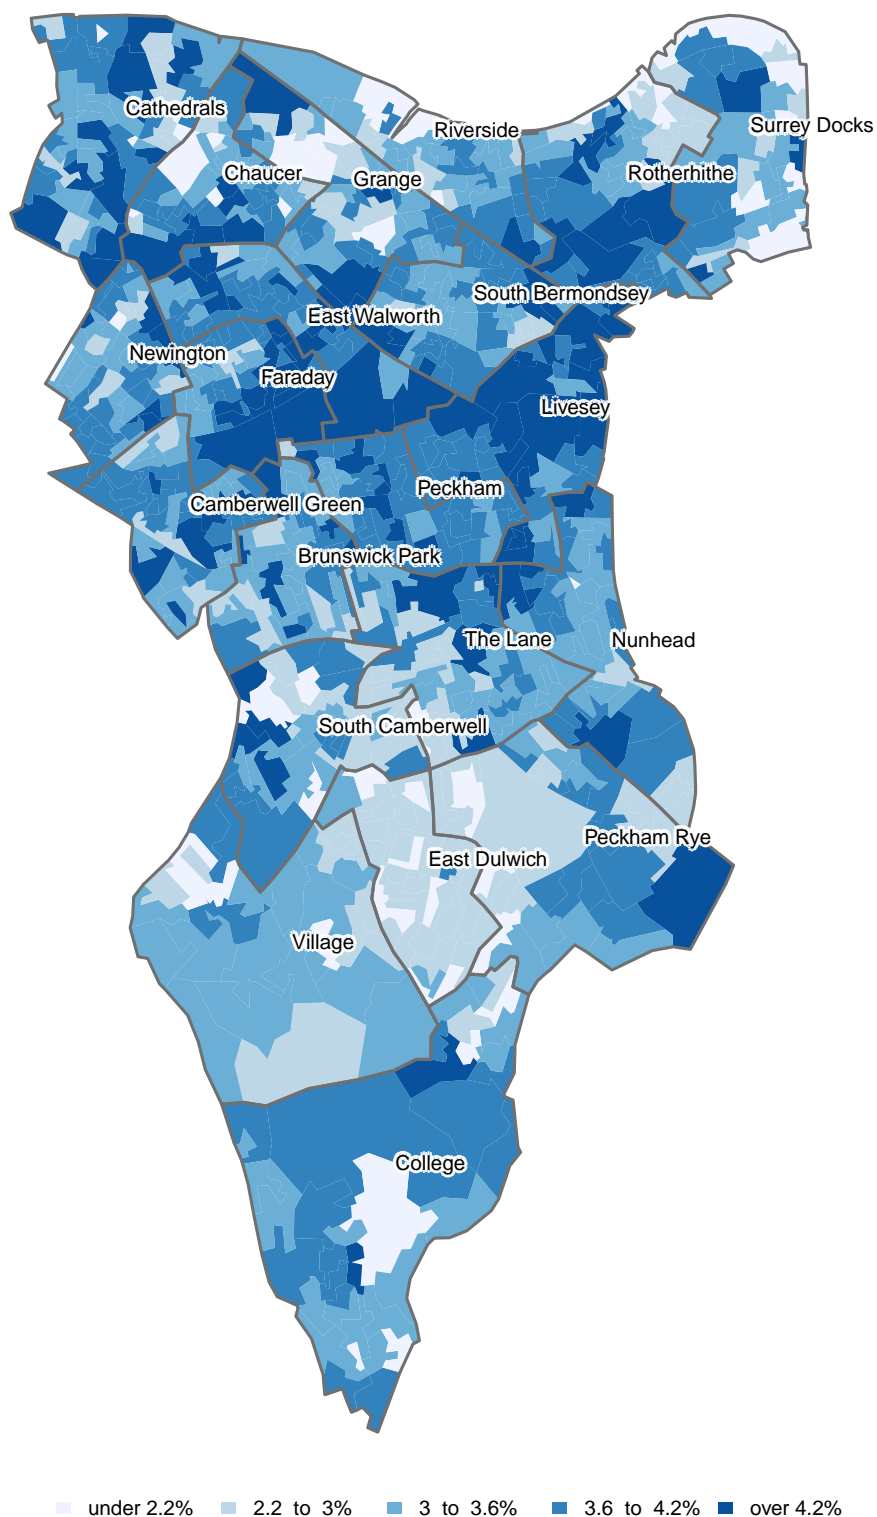 Cathedrals
Riverside
Surrey Docks
Chaucer
Grange
Rotherhithe
South Bermondsey
East Walworth
Newington
Faraday
Livesey
Peckham
Camberwell Green
Brunswick Park
The Lane
Nunhead
South Camberwell
Peckham Rye
East Dulwich
Village
College
under 2.2%
2.2 to 3%
3 to 3.6%
3.6 to 4.2%
over 4.2%